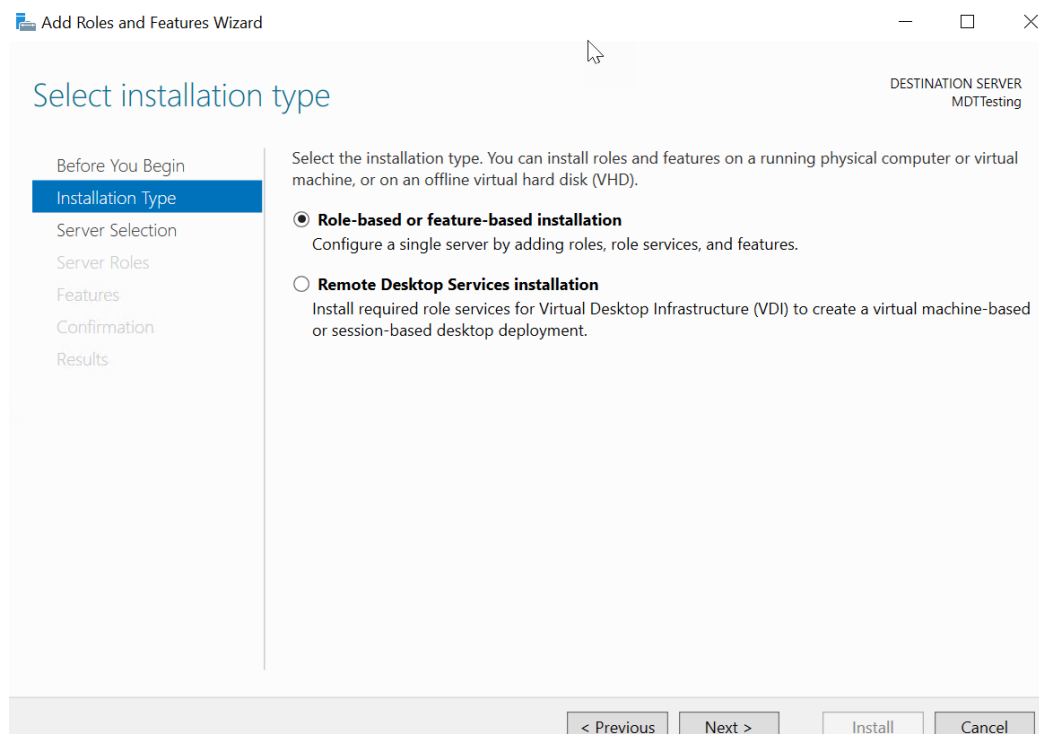 Add Roles and Features Wizard
Select installation type
DESTINATION SERVER
MDTTesting
Before You Begin
Installation Type
Server Selection
Server Roles
Features
Confirmation
Results
Select the installation type. You can install roles and features on a running physical computer or virtual
machine, or on an offline virtual hard disk (VHD).
Role-based or feature-based installation
Configure a single server by adding roles, role services, and features.
Remote Desktop Services installation
Install required role services for Virtual Desktop Infrastructure (VDI) to create a virtual machine-based
or session-based desktop deployment.
< Previous
Next >
Install
Cancel